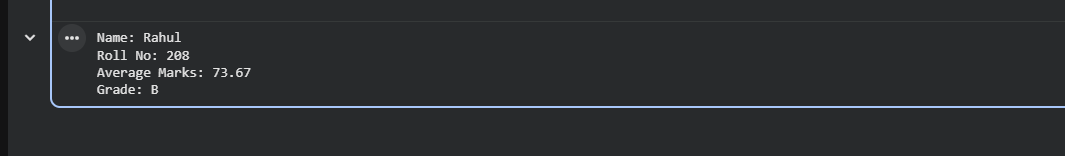 Name: Rahul
Roll No: 208
Average Marks: 73.67
Grade: B